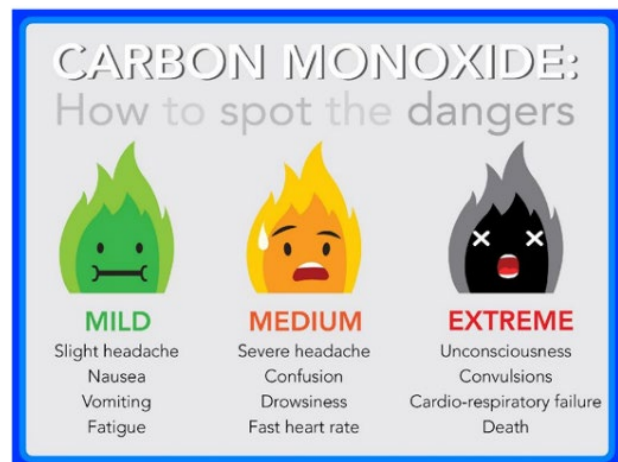 CARBON MONOXIDE:
How to spot the dangers
MILD
Slight headache
Nausea
Vomiting
Fatigue
MEDIUM
Severe headache
Confusion
Drowsiness
Fast heart rate
EXTREME
Unconsciousness
Convulsions
Cardio-respiratory failure
Death